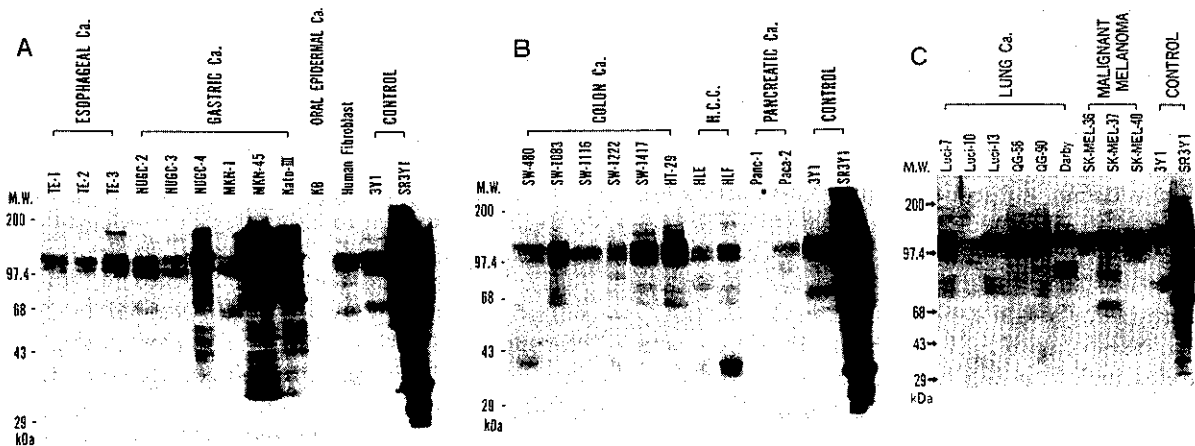 A
ESOPHAGEAL Ca.
GASTRIC Ca.
ORAL EPIDERMAL Ca.
CONTROL
TE-1
TE-2
TE-3
NUGC-2
NUGC-3
NUGC-4
MKN-1
MKN-45
Kato-III
KB
Human Fibroblast
3Y1
SR3Y1
M.W.
200 -
97.4 -
68 -
43 -
29 -
kDa
B
COLON Ca.
H.C.C.
PANCREATIC Ca.
CONTROL
SW-480
SW-1083
SW-1116
SW-1222
SW-1417
HT-29
HLE
HLF
Panc-1
Paca-2
3Y1
SR3Y1
M.W.
200 -
97.4 -
68 -
43 -
29 -
kDa
C
LUNG Ca.
MALIGNANT
MELANOMA
CONTROL
Luci-7
Luci-10
Luci-13
QG-56
QG-90
Darby
SK-MEL-36
SK-MEL-37
SK-MEL-40
3Y1
SR3Y1
M.W.
200→
97.4→
68→
43→
29→
kDa